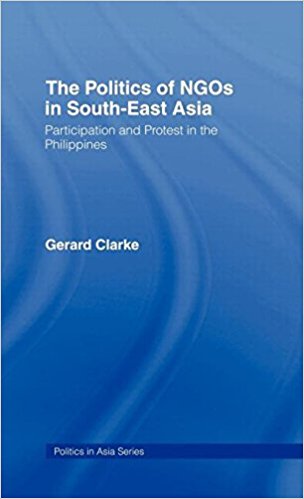 The Politics of NGOs
in South-East Asia
Participation and Protest in the
Philippines
Gerard Clarke
Politics in Asia Series